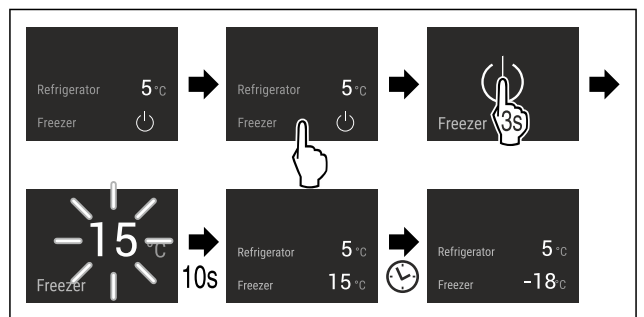 Refrigerator 5 °C
Freezer
Refrigerator 5 °C
Freezer
Freezer 3s
15 °C
Freezer
10s
Refrigerator 5 °C
Freezer 15 °C
Refrigerator 5 °C
Freezer -18 °C